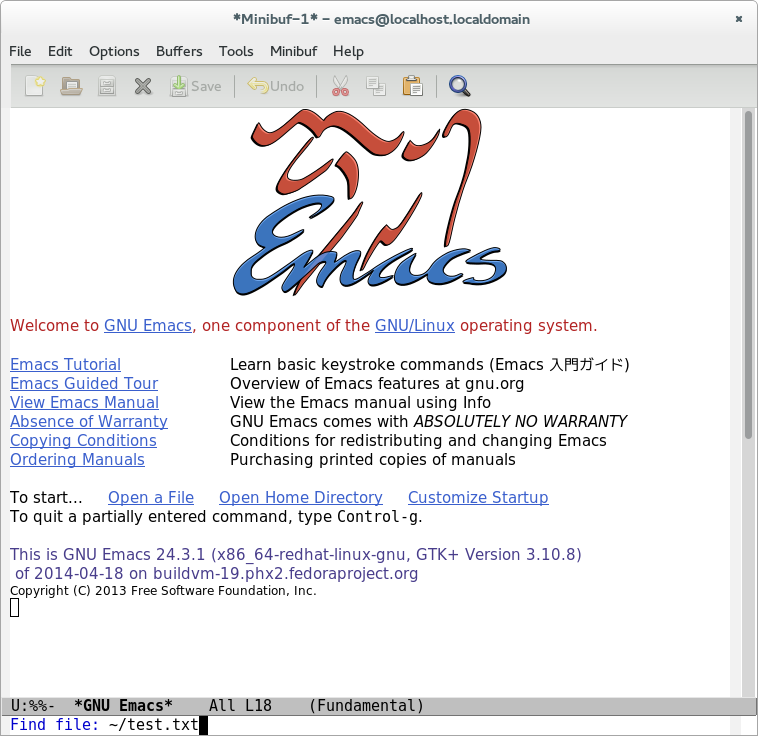 *Minibuf-1* - emacs@localhost.localdomain
File Edit Options Buffers Tools Minibuf Help
Save Undo
Emacs
Welcome to GNU Emacs, one component of the GNU/Linux operating system.
Emacs Tutorial Learn basic keystroke commands (Emacs 入門ガイド)
Emacs Guided Tour Overview of Emacs features at gnu.org
View Emacs Manual View the Emacs manual using Info
Absence of Warranty GNU Emacs comes with ABSOLUTELY NO WARRANTY
Copying Conditions Conditions for redistributing and changing Emacs
Ordering Manuals Purchasing printed copies of manuals
To start... Open a File Open Home Directory Customize Startup
To quit a partially entered command, type Control-g.
This is GNU Emacs 24.3.1 (x86_64-redhat-linux-gnu, GTK+ Version 3.10.8)
of 2014-04-18 on buildvm-19.phx2.fedoraproject.org
Copyright (C) 2013 Free Software Foundation, Inc.
U:%%- *GNU Emacs* All L18 (Fundamental)
Find file: ~/test.txt